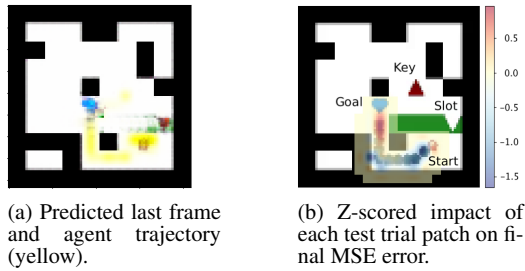 Key
Goal
Slot
Start
0.5
0.0
−0.5
−1.0
−1.5
(a) Predicted last frame
and agent trajectory
(yellow).
(b) Z-scored impact of
each test trial patch on fi-
nal MSE error.